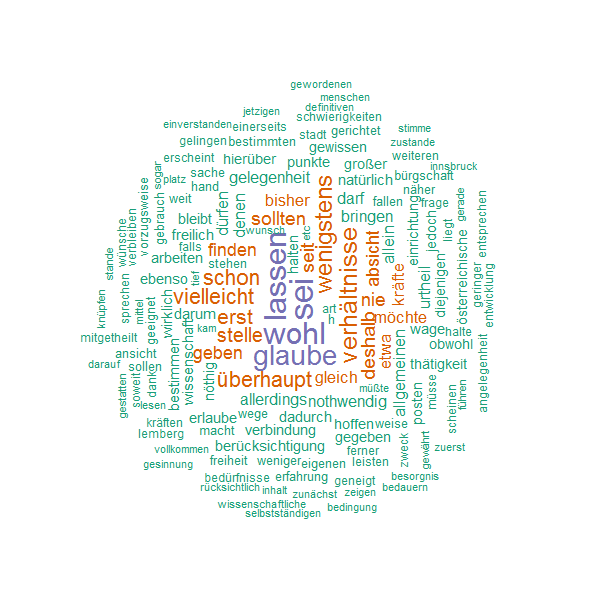 gewordenen
menschen
jetzigen
definitiven
schwierigkeiten
einverstanden
einerseits
stadt
gerichtet
stimme
gelingen
bestimmten
gewissen
zustande
erscheint
hierüber
punkte
großer
weiteren
innsbruck
sogar
platz
sache
hand
gelegenheit
natürlich
bürgschaft
näher
gebrauch
vorzugsweise
weit
dürfen
denen
bisher
wenigstens
darf
fallen
einrichtung
frage
gerade
wünsche
verbleiben
bleibt
sollten
bringen
jedoch
liegt
entsprechen
freilich
wunsch
etc
allein
falls
finden
lassen
halten
seit
verhältnisse
absicht
österreichische
stande
arbeiten
stehen
diejenigen
sprechen
ebenso
tief
schon
sei
kräfte
urtheil
geringer
entwicklung
mittel
geeignet
wirklich
vielleicht
nie
knüpfen
darum
erst
art
h
möchte
kam
stelle
wohl
deshalb
etwa
wage
halte
mitgetheilt
obwohl
ansicht
wissenschaft
geben
glaube
allgemeinen
thätigkeit
angelegenheit
darauf
sollen
dank
bestimmen
nöthig
überhaupt
gleich
müßte
müsse
führen
gestatten
soweit
allerdings
nothwendig
posten
scheinen
lesen
erlaube
wege
dadurch
kräften
macht
verbindung
hoffen
weise
lemberg
gegeben
vollkommen
berücksichtigung
ferner
zweck
gewährt
zuerst
gesinnung
freiheit
weniger
eigenen
leisten
bedürfnisse
erfahrung
geneigt
besorgnis
rücksichtlich
inhalt
zunächst
zeigen
bedauern
wissenschaftliche
bedingung
selbstständigen